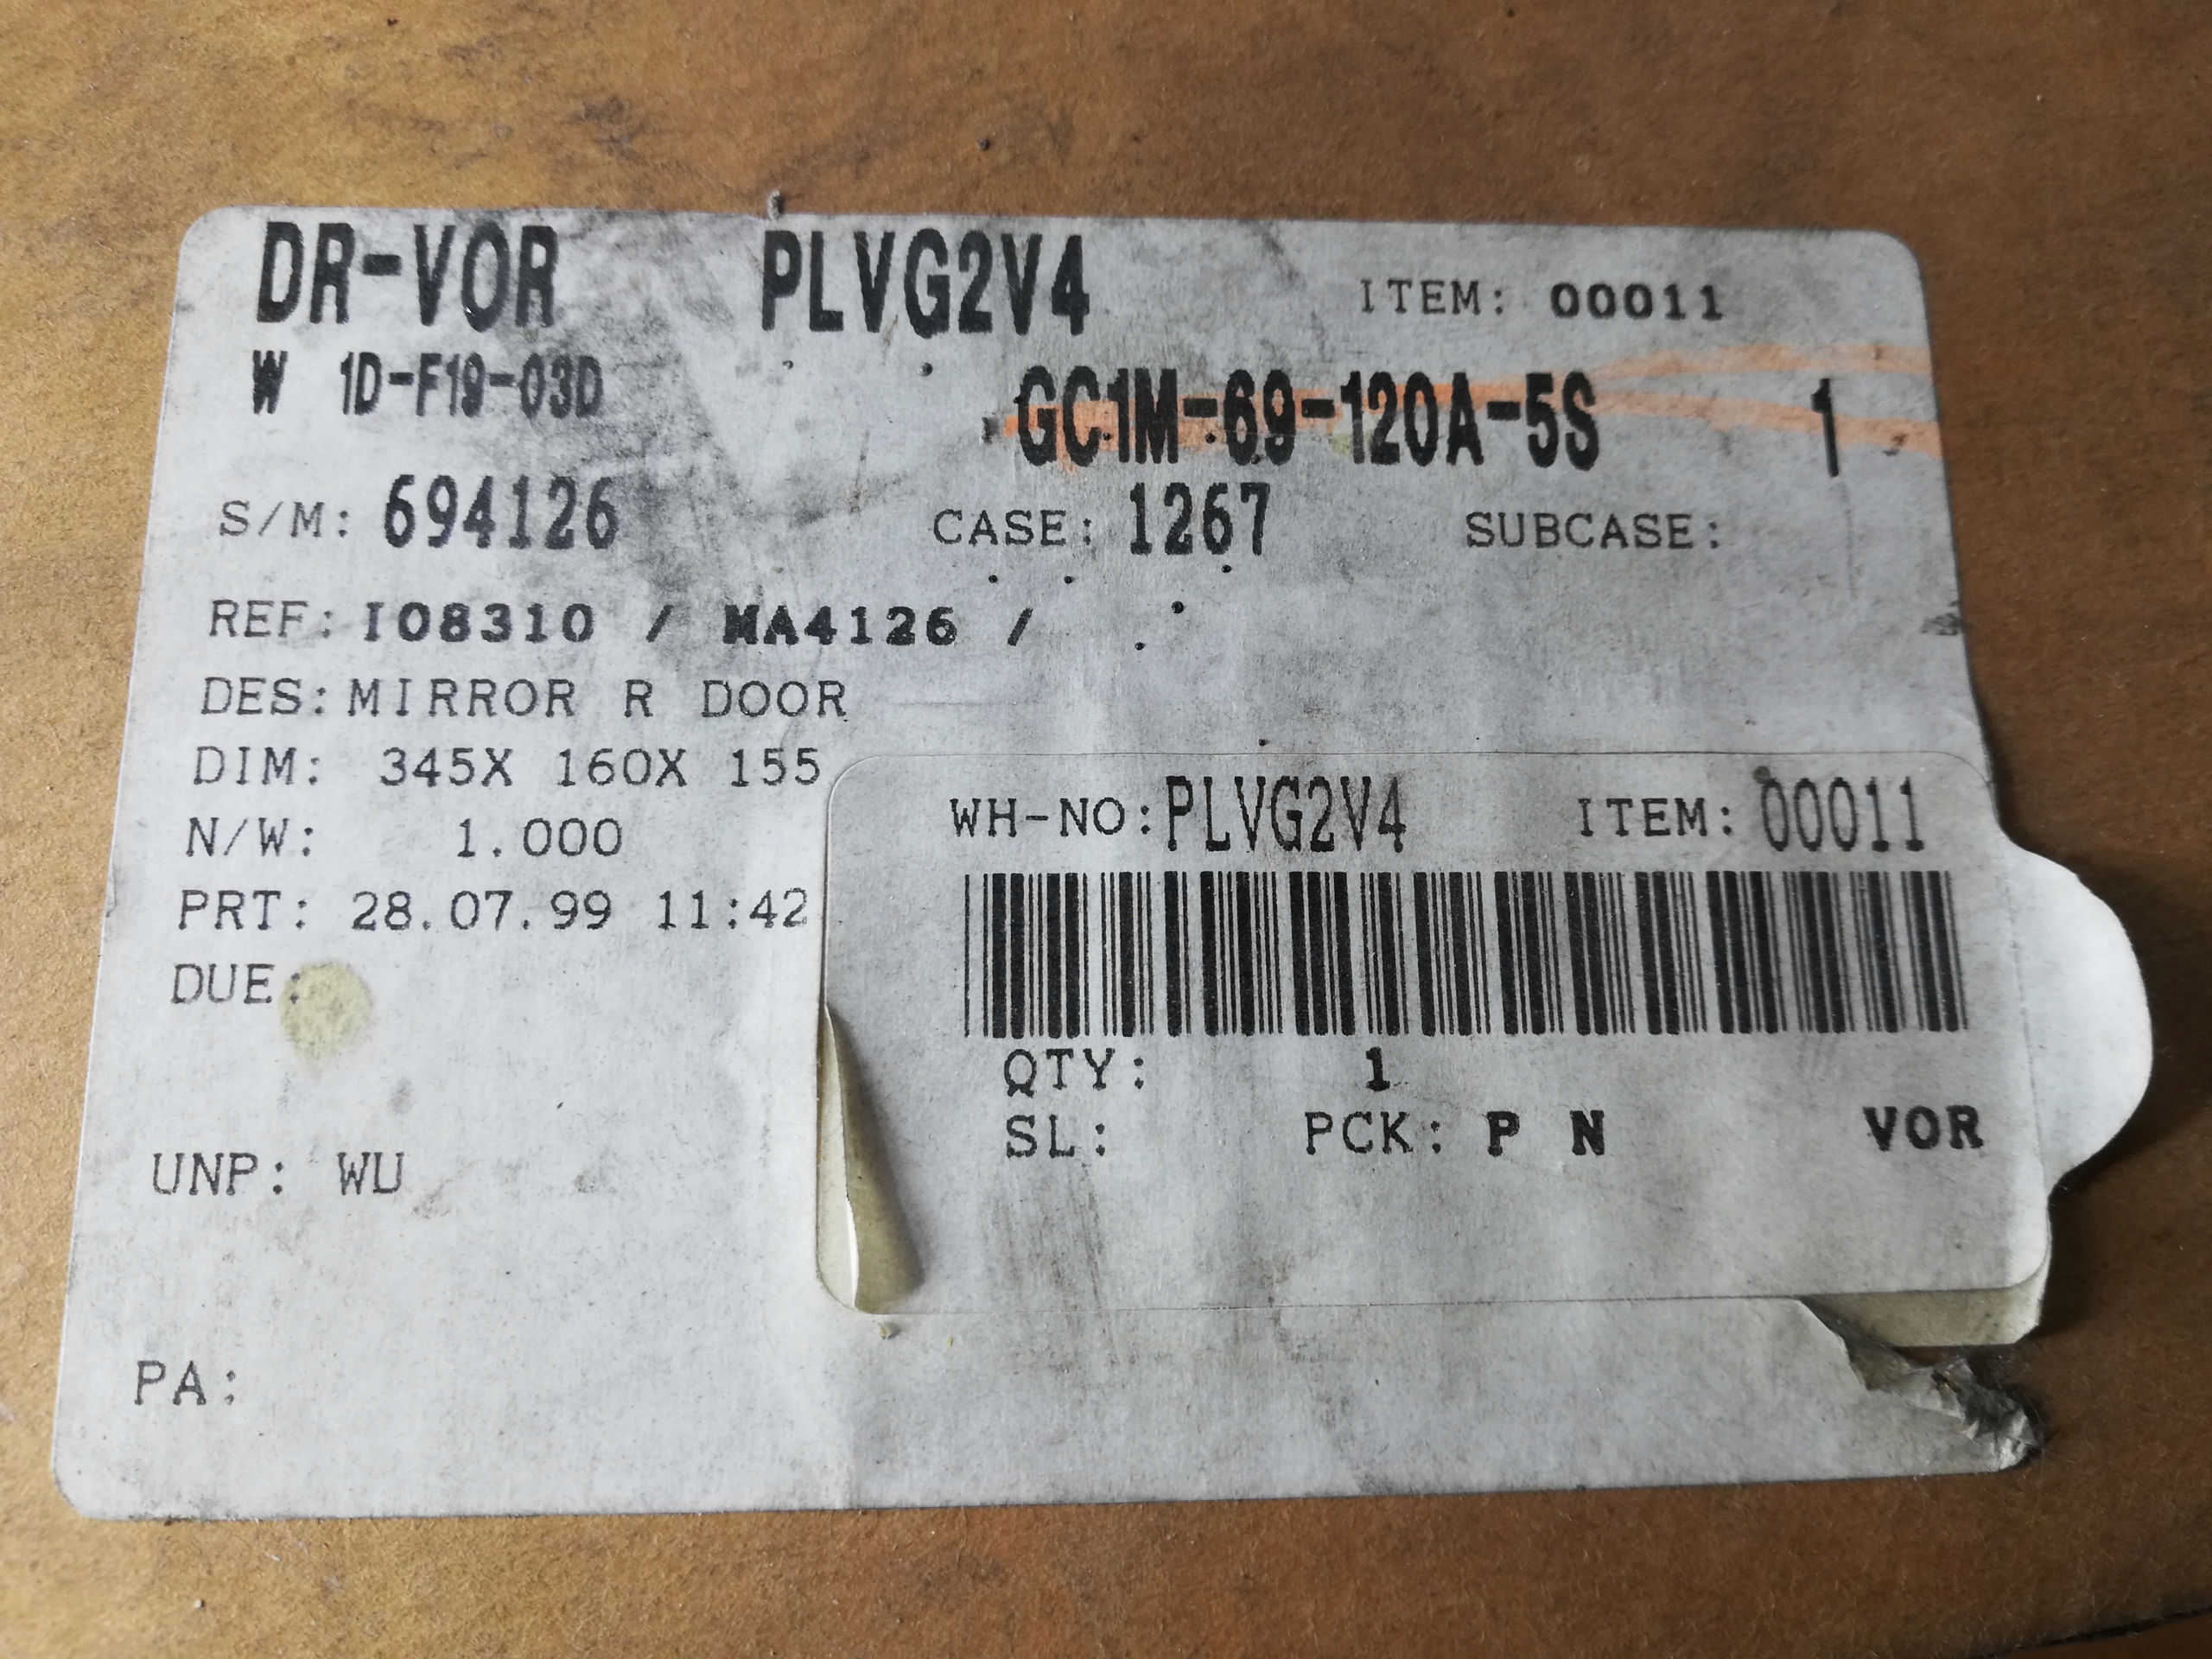 DR-VOR PLVG2V4 ITEM: 00011
W 1D-F19-03D
GC1M-69-120A-5S 1
S/M: 694126 CASE: 1267 SUBCASE:
REF: I08310 / MA4126 /
DES: MIRROR R DOOR
DIM: 345X 160X 155
N/W: 1.000
PRT: 28.07.99 11:42
DUE:
UNP: WU
PA:
WH-NO: PLVG2V4 ITEM: 00011
QTY: 1
SL: PCK: P N VOR